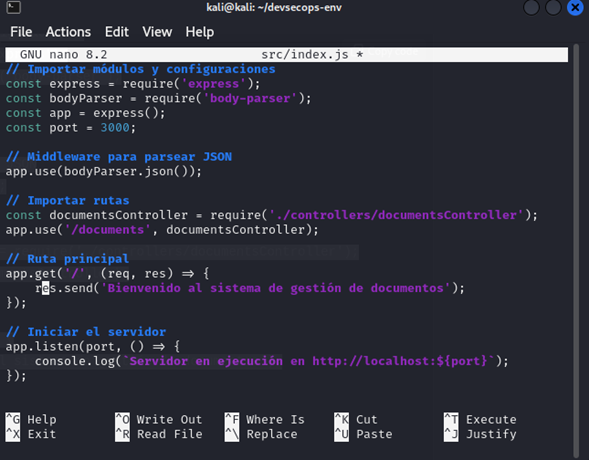 kali@kali: ~/devsecops-env
File Actions Edit View Help
GNU nano 8.2 src/index.js *
// Importar módulos y configuraciones
const express = require('express');
const bodyParser = require('body-parser');
const app = express();
const port = 3000;
// Middleware para parsear JSON
app.use(bodyParser.json());
// Importar rutas
const documentsController = require('./controllers/documentsController');
app.use('/documents', documentsController);
// Ruta principal
app.get('/', (req, res) => {
res.send('Bienvenido al sistema de gestión de documentos');
});
// Iniciar el servidor
app.listen(port, () => {
console.log(`Servidor en ejecución en http://localhost:${port}`);
});
^G Help ^O Write Out ^F Where Is ^K Cut ^T Execute
^X Exit ^R Read File ^\ Replace ^U Paste ^J Justify